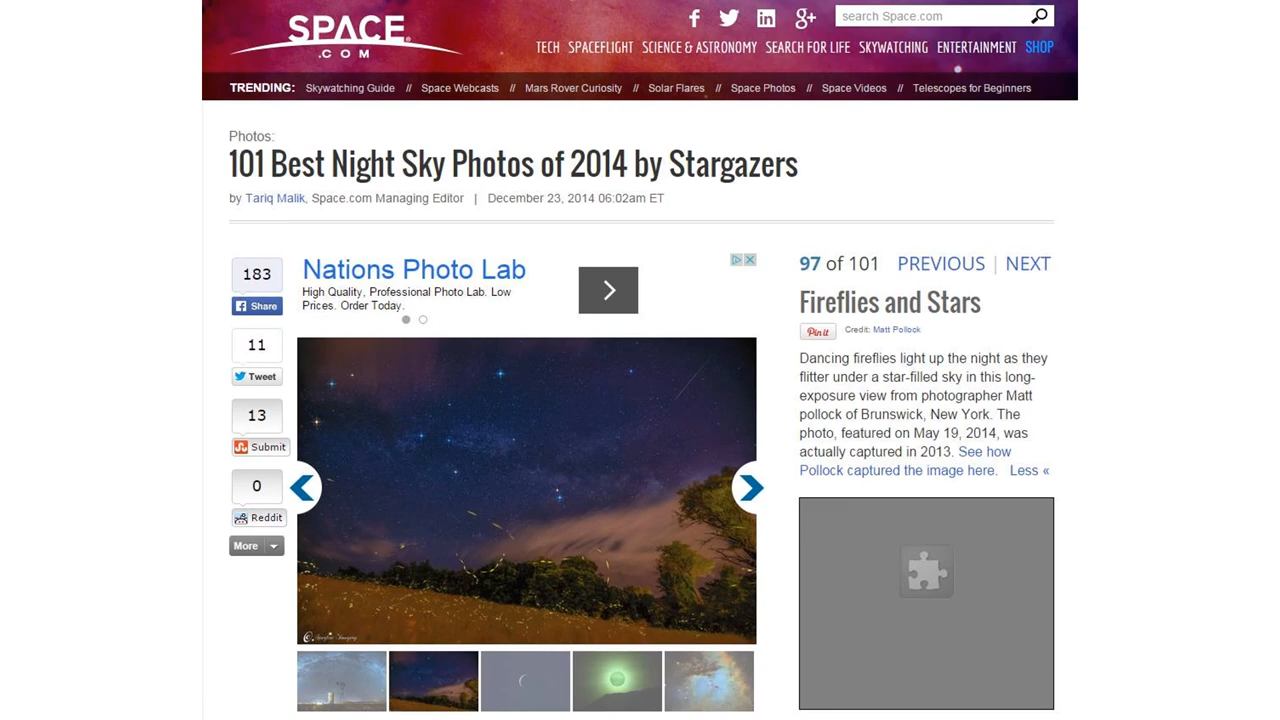 SPACE
.COM
search Space.com
TECH SPACEFLIGHT SCIENCE & ASTRONOMY SEARCH FOR LIFE SKYWATCHING ENTERTAINMENT SHOP
TRENDING: Skywatching Guide // Space Webcasts // Mars Rover Curiosity // Solar Flares // Space Photos // Space Videos // Telescopes for Beginners
Photos:
101 Best Night Sky Photos of 2014 by Stargazers
by Tariq Malik, Space.com Managing Editor | December 23, 2014 06:02am ET
183
Share
11
Tweet
13
Submit
0
Reddit
More
Nations Photo Lab
High Quality, Professional Photo Lab. Low
Prices. Order Today.
97 of 101 PREVIOUS | NEXT
Fireflies and Stars
Pin it Credit: Matt Pollock
Dancing fireflies light up the night as they
flitter under a star-filled sky in this long-
exposure view from photographer Matt
pollock of Brunswick, New York. The
photo, featured on May 19, 2014, was
actually captured in 2013. See how
Pollock captured the image here. Less «